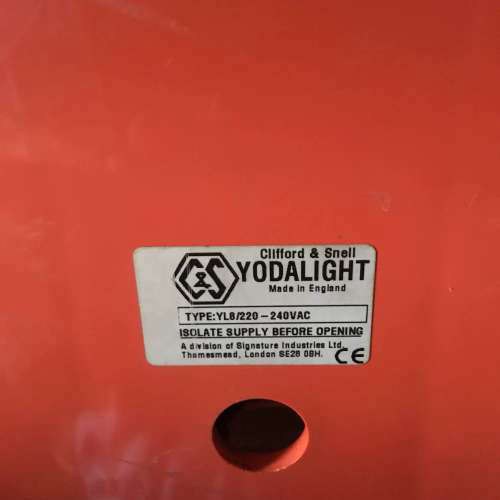 Clifford & Snell
C&S YODALIGHT
Made in England
TYPE:YL8/220-240VAC
ISOLATE SUPPLY BEFORE OPENING
A division of Signature Industries Ltd.
Thamesmead, London SE28 0BH.
CE